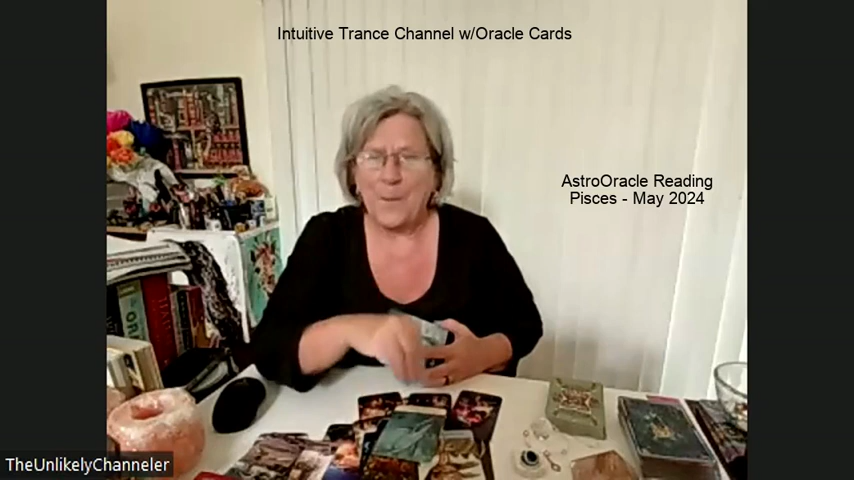 Intuitive Trance Channel w/Oracle Cards
AstroOracle Reading
Pisces - May 2024
TheUnlikelyChanneler